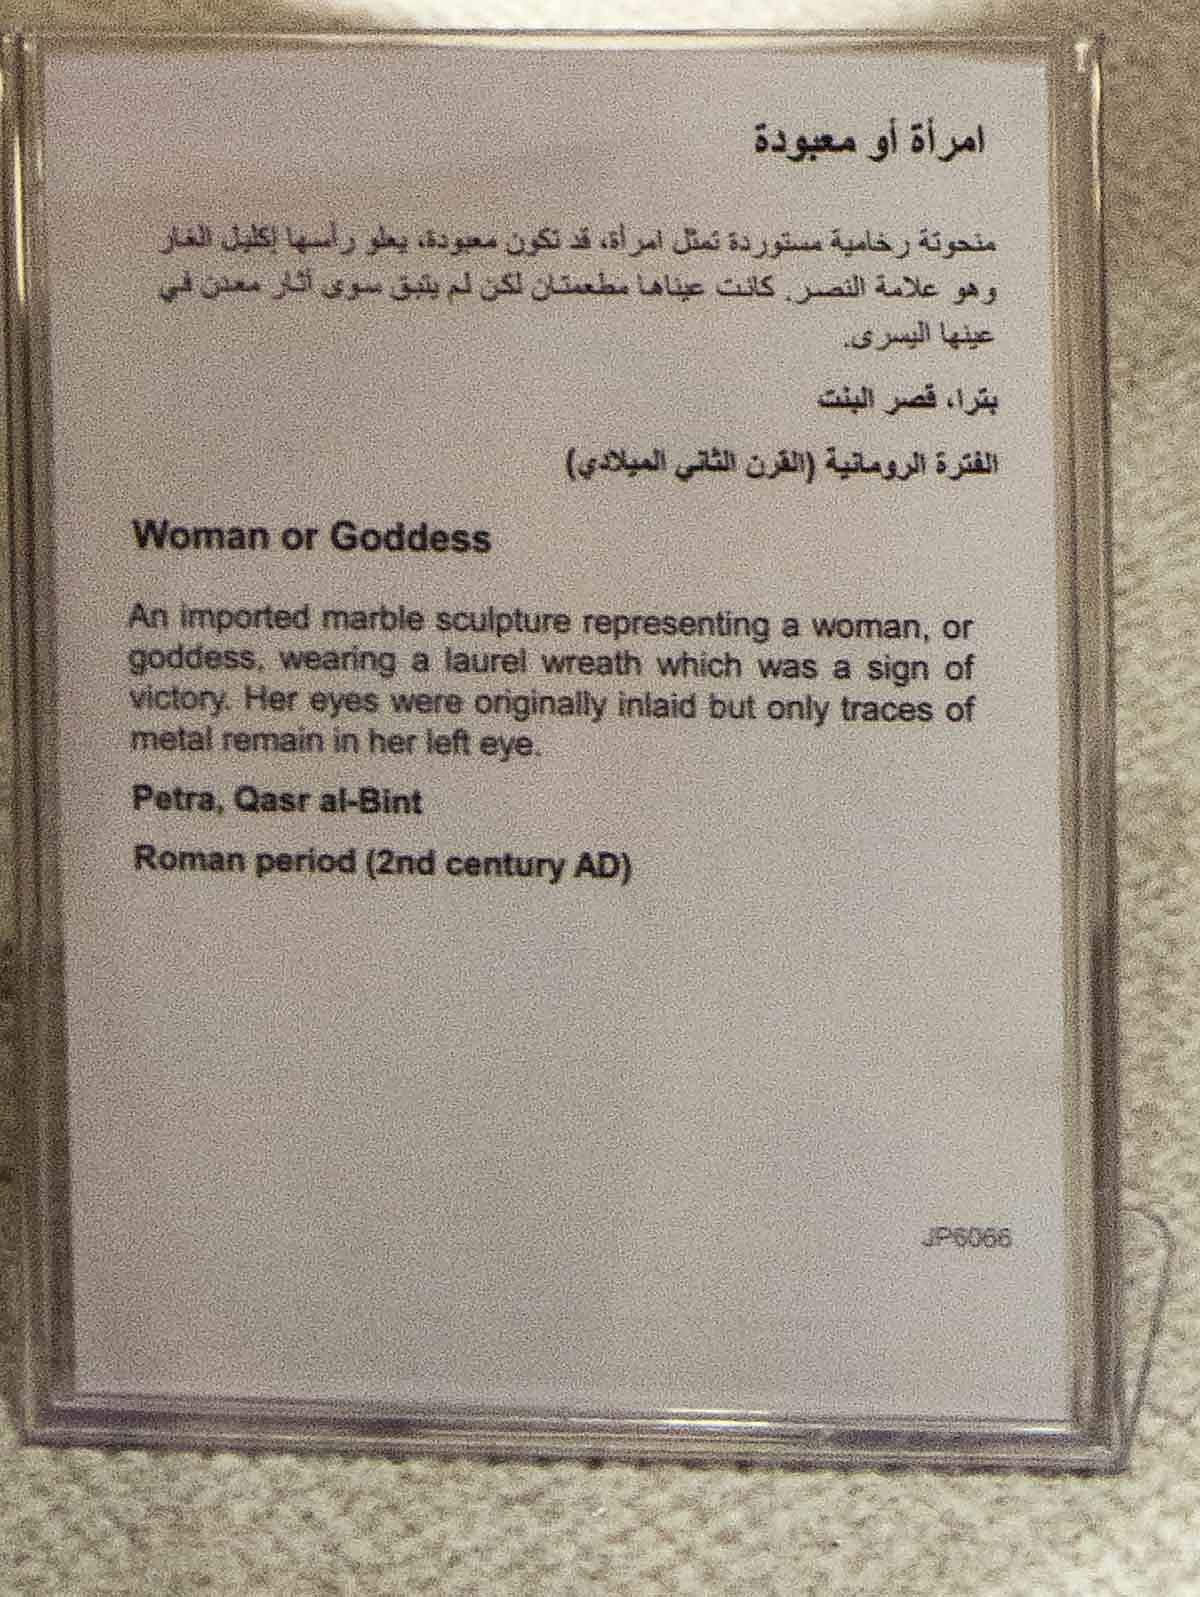 امرأة أو معبودة
منحوتة رخامية مستوردة تمثل امرأة، قد تكون معبودة، يعلو رأسها إكليل الغار
وهو علامة النصر. كانت عيناها مطعمتان لكن لم يتبق سوى أثار معدن في
عينها اليسرى.
بترا، قصر البنت
الفترة الرومانية (القرن الثاني الميلادي)
Woman or Goddess
An imported marble sculpture representing a woman, or
goddess, wearing a laurel wreath which was a sign of
victory. Her eyes were originally inlaid but only traces of
metal remain in her left eye.
Petra, Qasr al-Bint
Roman period (2nd century AD)
JP6066